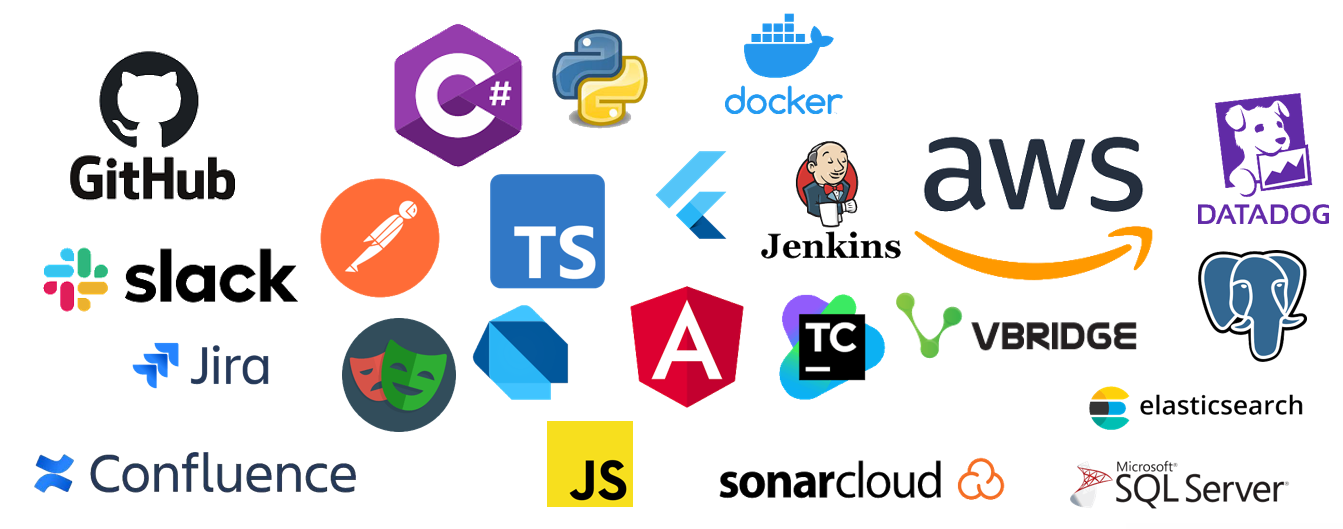 GitHub
C#
docker
DATADOG
aws
TS
Jenkins
slack
A
TC
VBRIDGE
Jira
elasticsearch
JS
Confluence
sonarcloud
Microsoft®
SQL Server®